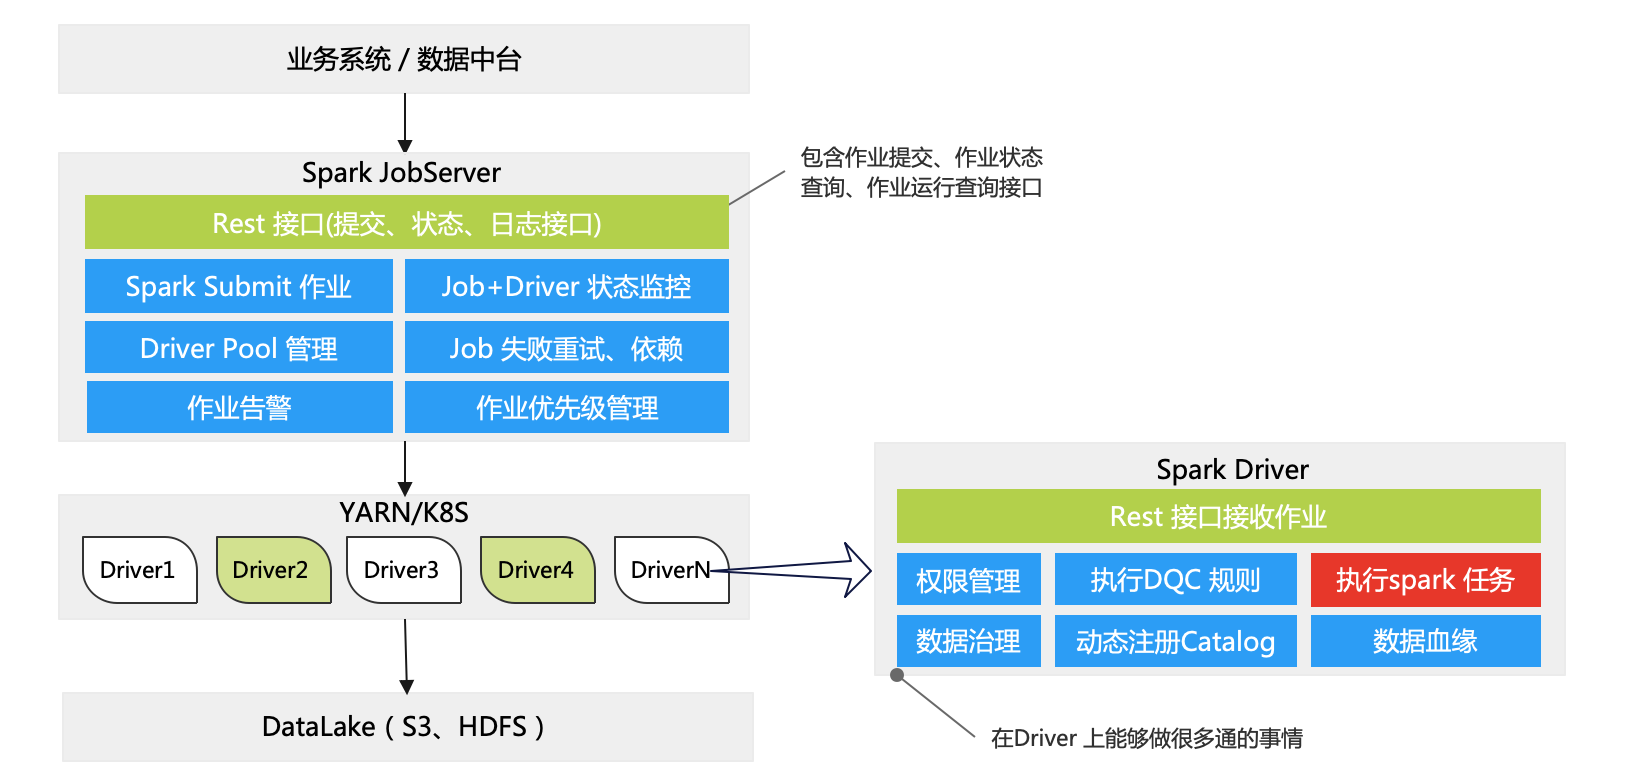 业务系统 / 数据中台
Spark JobServer
Rest 接口(提交、状态、日志接口)
包含作业提交、作业状态
查询、作业运行查询接口
Spark Submit 作业
Job+Driver 状态监控
Driver Pool 管理
Job 失败重试、依赖
作业告警
作业优先级管理
YARN/K8S
Driver1
Driver2
Driver3
Driver4
DriverN
Spark Driver
Rest 接口接收作业
权限管理
执行DQC 规则
执行spark 任务
数据治理
动态注册Catalog
数据血缘
在Driver 上能够做很多通的事情
DataLake（S3、HDFS）